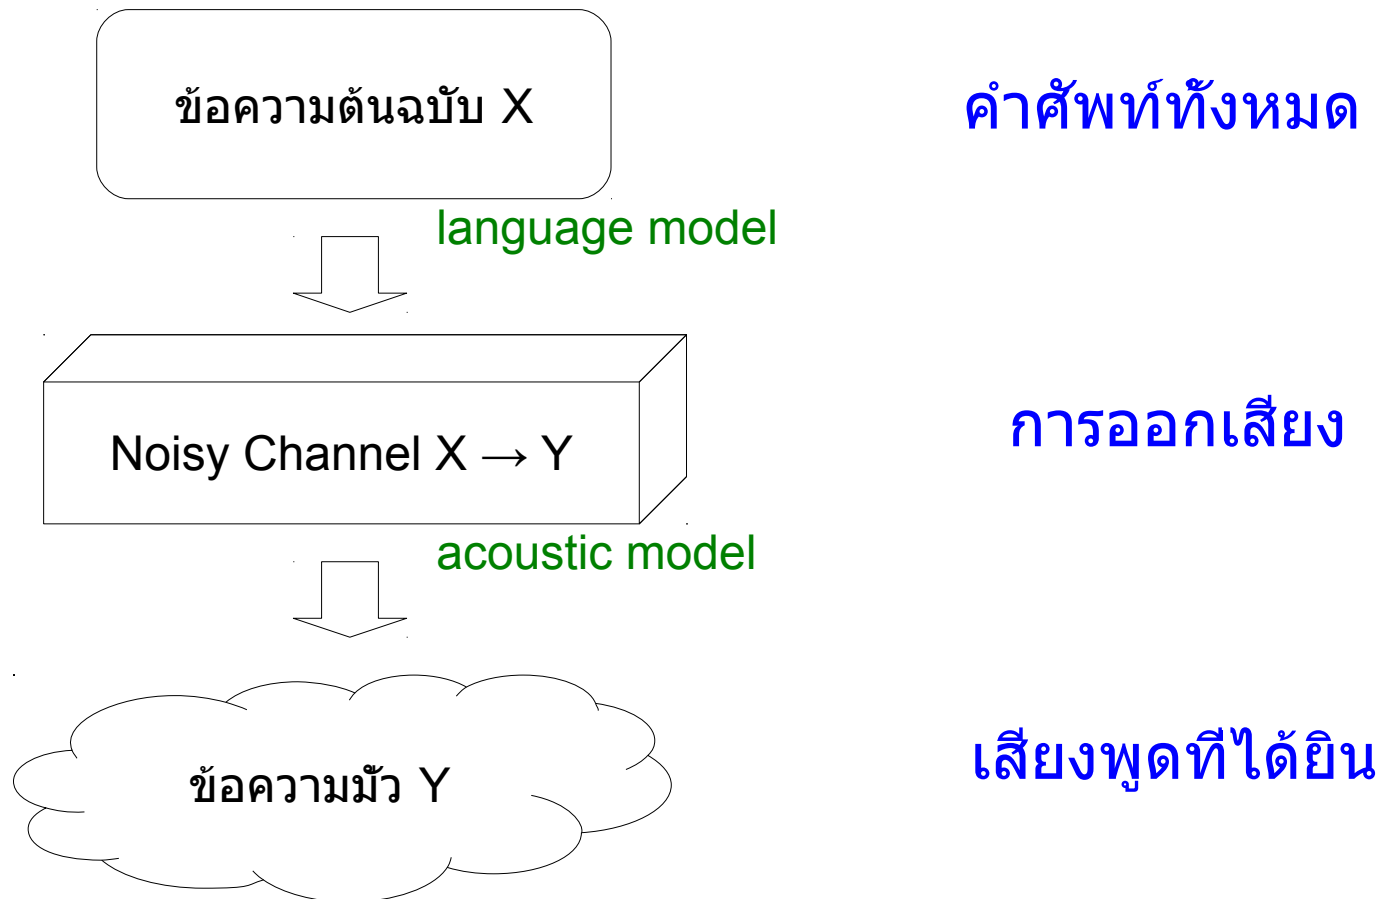 ข้อความต้นฉบับ X
คำศัพท์ทั้งหมด
language model
Noisy Channel X → Y
การออกเสียง
acoustic model
ข้อความมัว Y
เสียงพูดที่ได้ยิน